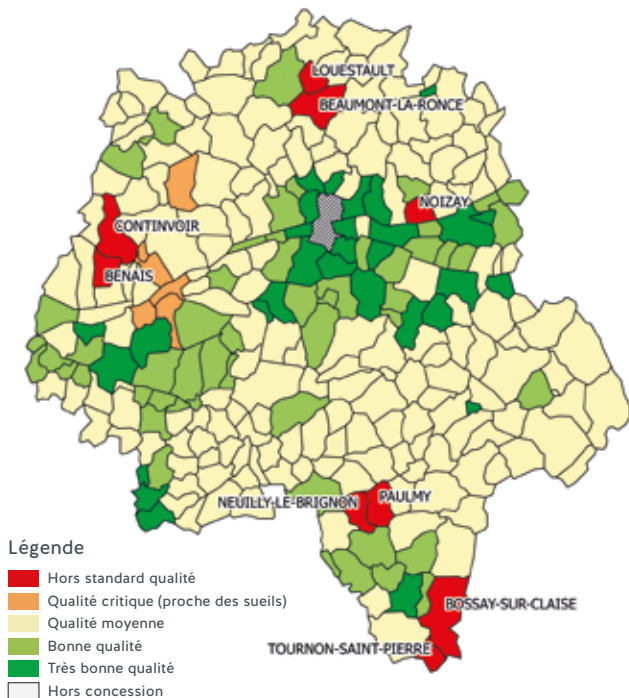 LOUESTAULT
BEAUMONT-LA-RONCE
NOIZAY
CONTINVOIR
BENAIS
NEUILLY-LE-BRIGNON
PAULMY
BOSSAY-SUR-CLAISE
TOURNON-SAINT-PIERRE
Légende
Hors standard qualité
Qualité critique (proche des sueils)
Qualité moyenne
Bonne qualité
Très bonne qualité
Hors concession